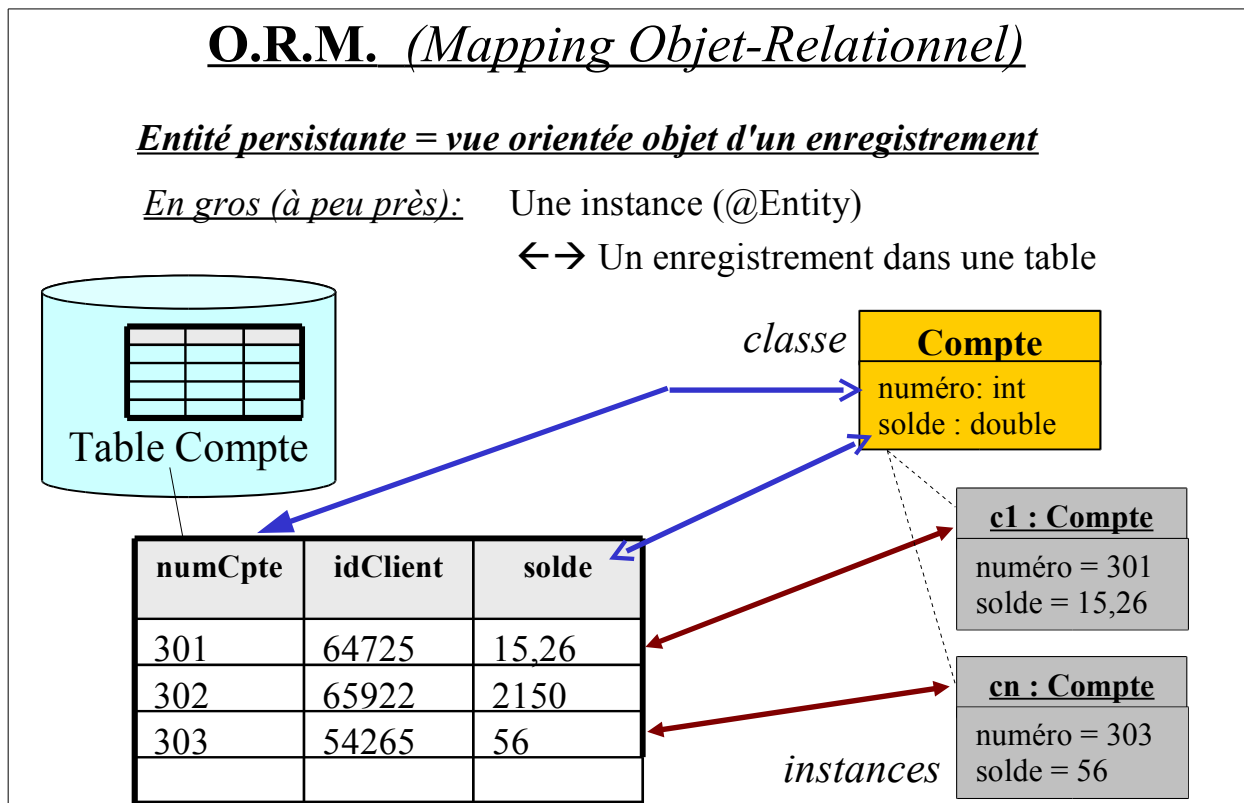 O.R.M. (Mapping Objet-Relationnel)
Entité persistante = vue orientée objet d'un enregistrement
En gros (à peu près): Une instance (@Entity)
←→ Un enregistrement dans une table
classe
Compte
numéro: int
solde : double
Table Compte
numCpte idClient solde
301 64725 15,26
302 65922 2150
303 54265 56
c1 : Compte
numéro = 301
solde = 15,26
cn : Compte
numéro = 303
solde = 56
instances